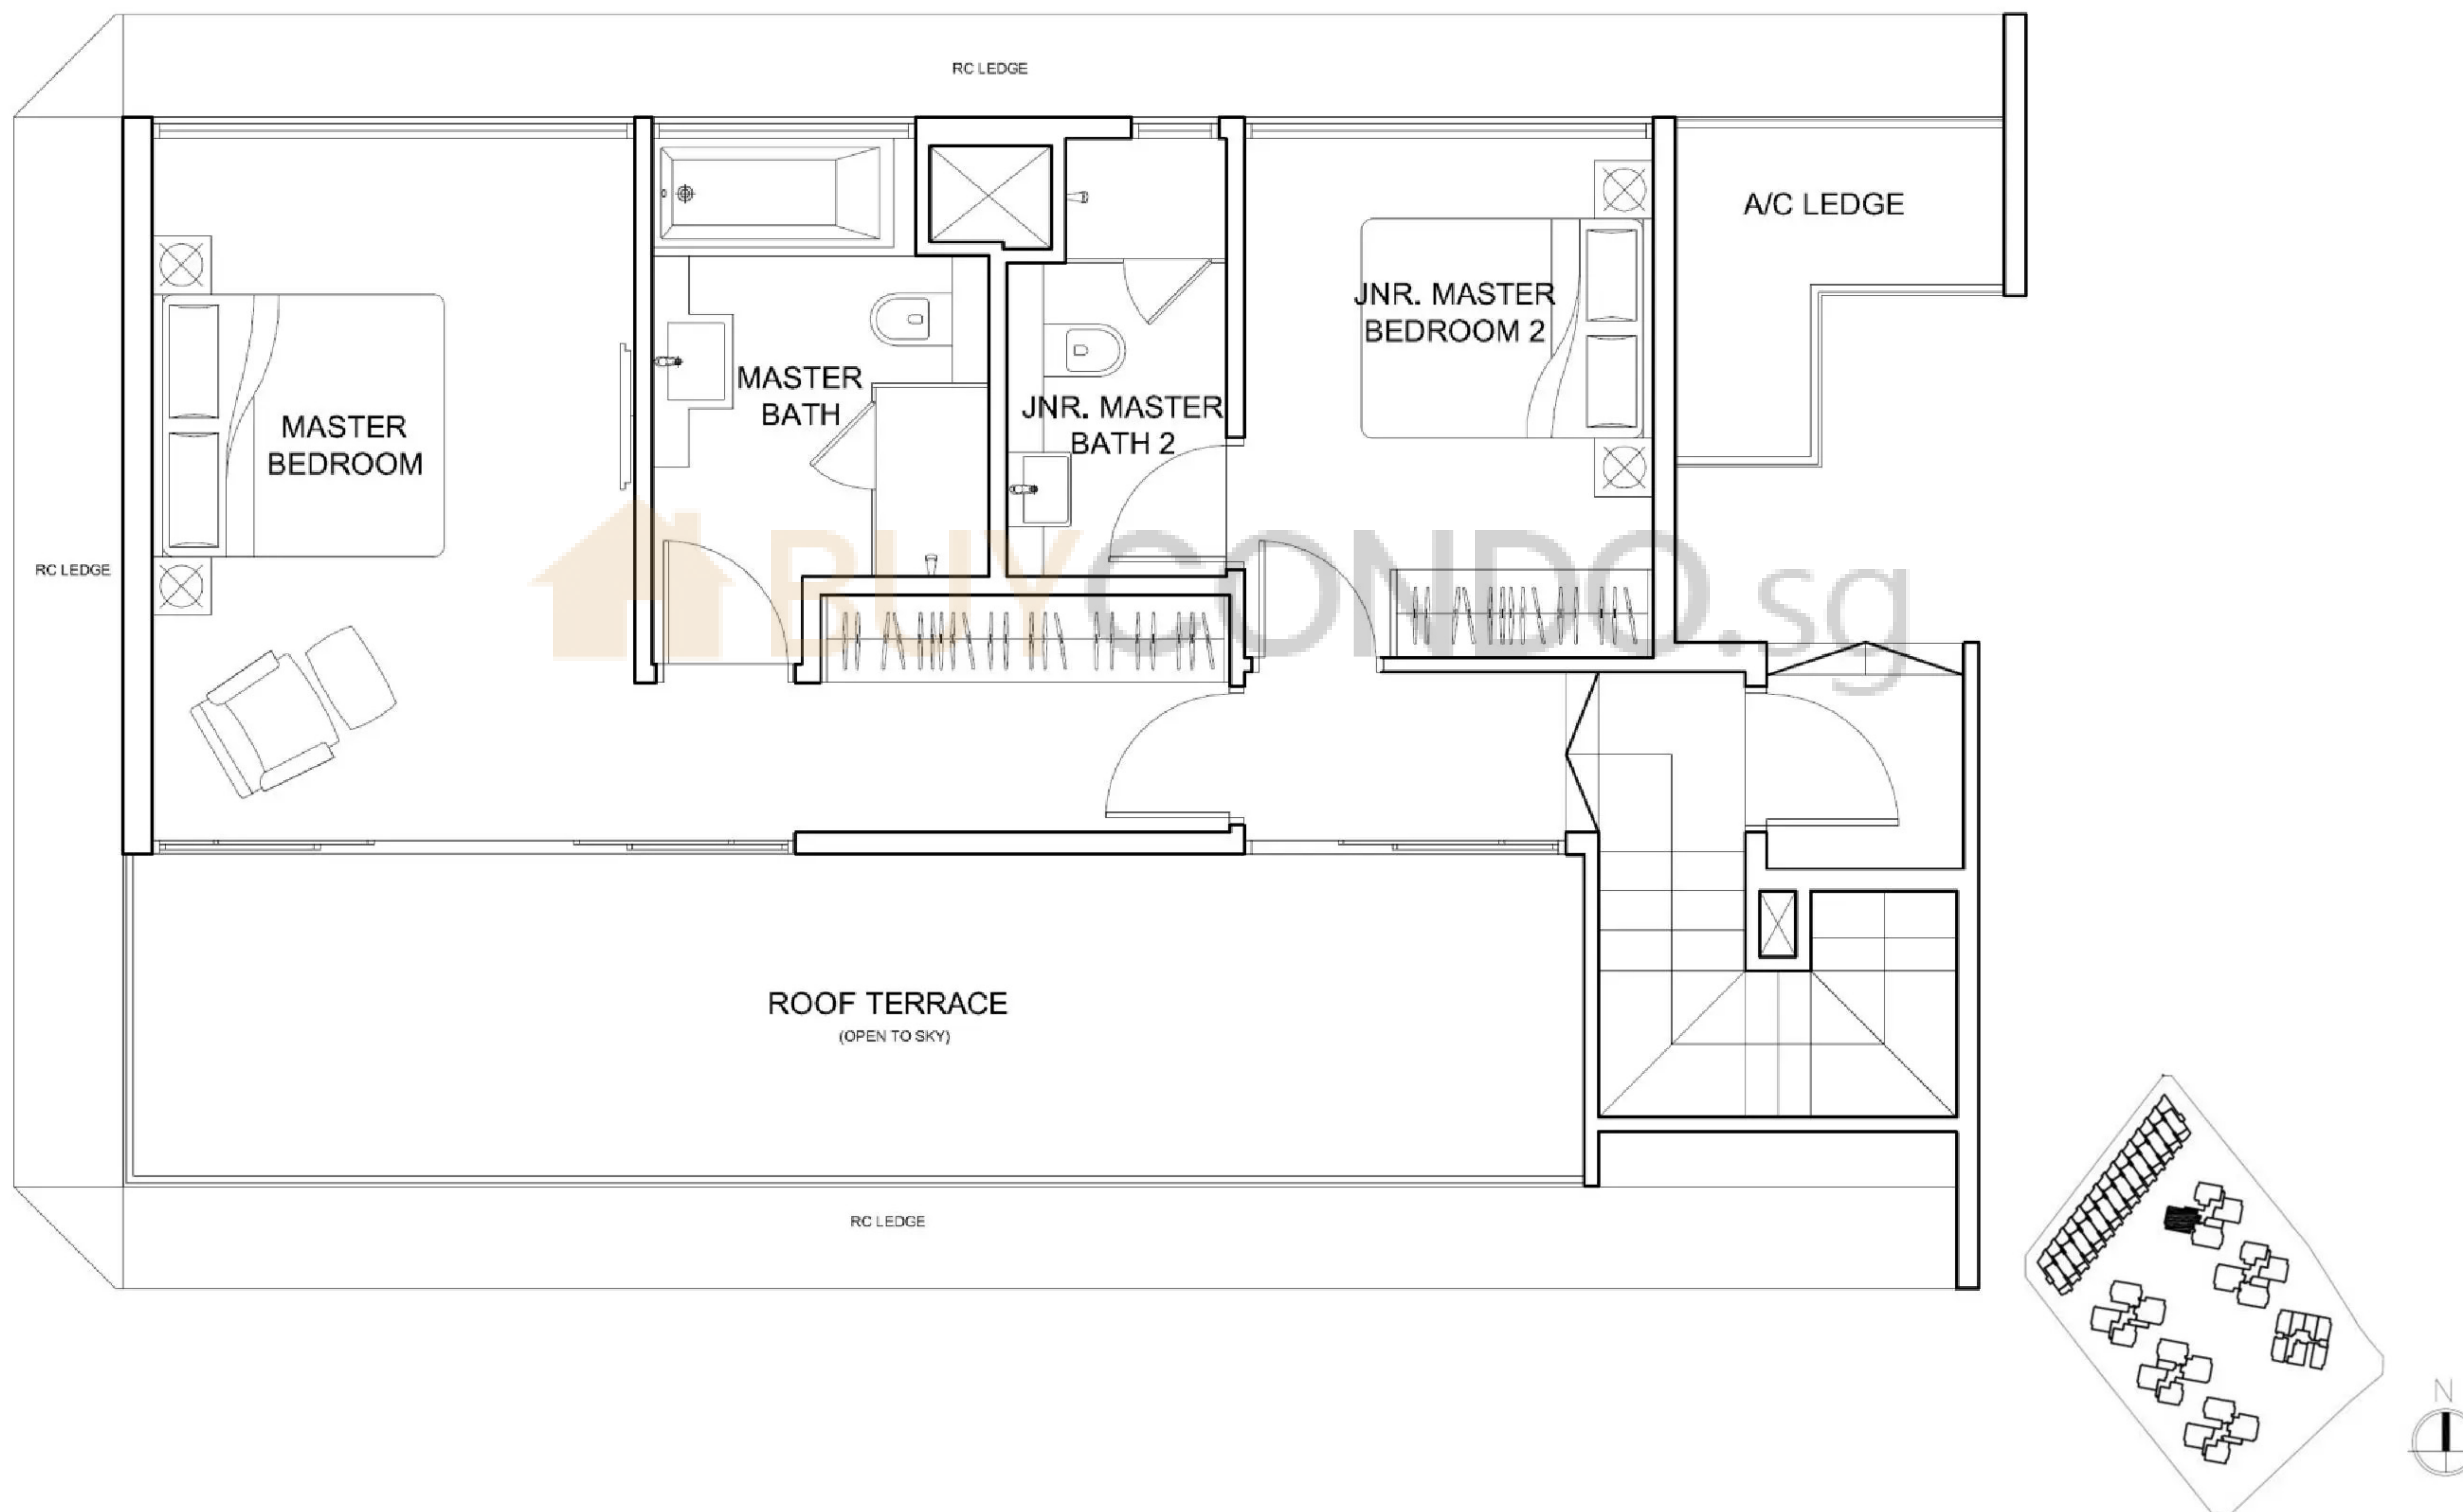 RC LEDGE
A/C LEDGE
JNR. MASTER
BEDROOM 2
MASTER
BATH
JNR. MASTER
BATH 2
MASTER
BEDROOM
RC LEDGE
BUYCONDO.sg
ROOF TERRACE
(OPEN TO SKY)
RC LEDGE
N